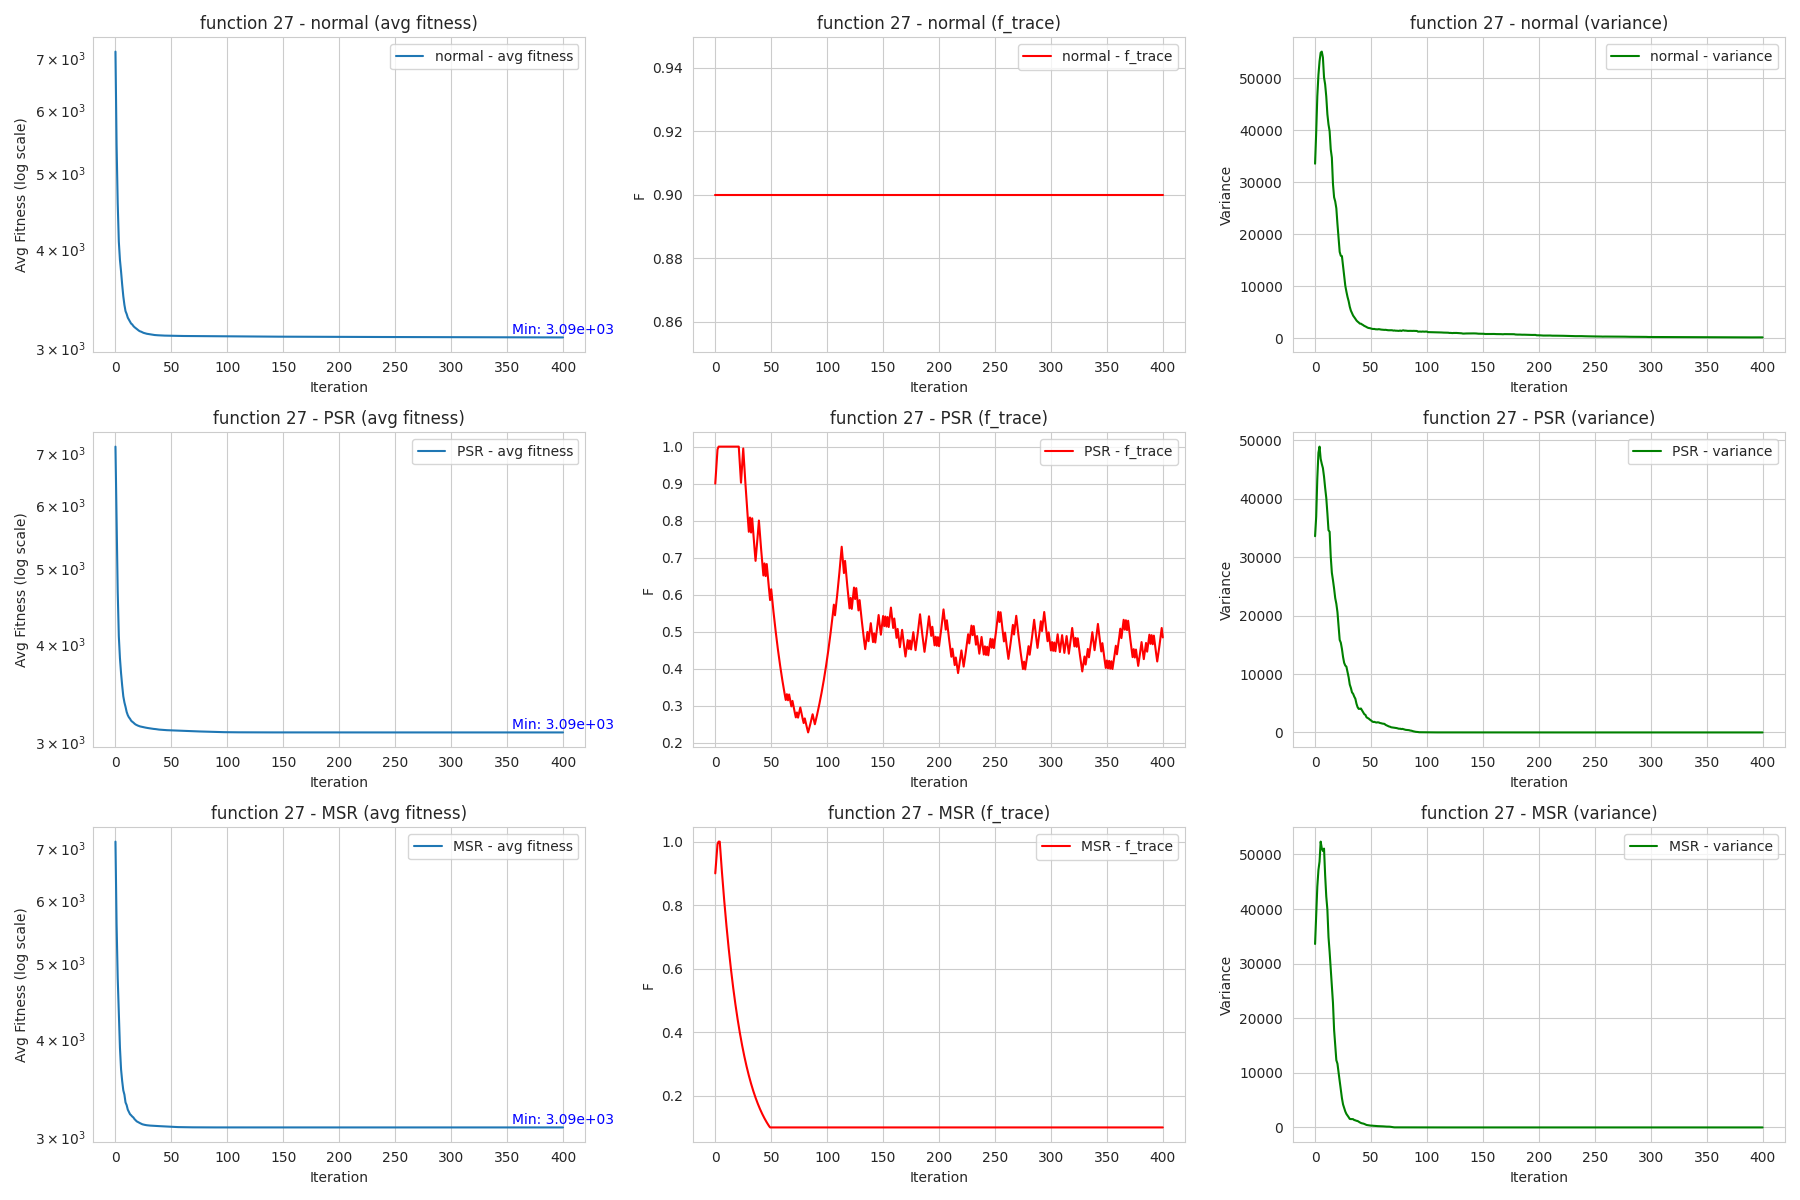 function 27 - normal (avg fitness)
normal - avg fitness
7 × 10³
6 × 10³
5 × 10³
4 × 10³
3 × 10³
Avg Fitness (log scale)
Min: 3.09e+03
0 50 100 150 200 250 300 350 400
Iteration
function 27 - normal (f_trace)
normal - f_trace
0.94
0.92
0.90
0.88
0.86
F
0 50 100 150 200 250 300 350 400
Iteration
function 27 - normal (variance)
normal - variance
50000
40000
30000
20000
10000
0
Variance
0 50 100 150 200 250 300 350 400
Iteration
function 27 - PSR (avg fitness)
PSR - avg fitness
7 × 10³
6 × 10³
5 × 10³
4 × 10³
3 × 10³
Avg Fitness (log scale)
Min: 3.09e+03
0 50 100 150 200 250 300 350 400
Iteration
function 27 - PSR (f_trace)
PSR - f_trace
1.0
0.9
0.8
0.7
0.6
0.5
0.4
0.3
0.2
F
0 50 100 150 200 250 300 350 400
Iteration
function 27 - PSR (variance)
PSR - variance
50000
40000
30000
20000
10000
0
Variance
0 50 100 150 200 250 300 350 400
Iteration
function 27 - MSR (avg fitness)
MSR - avg fitness
7 × 10³
6 × 10³
5 × 10³
4 × 10³
3 × 10³
Avg Fitness (log scale)
Min: 3.09e+03
0 50 100 150 200 250 300 350 400
Iteration
function 27 - MSR (f_trace)
MSR - f_trace
1.0
0.8
0.6
0.4
0.2
F
0 50 100 150 200 250 300 350 400
Iteration
function 27 - MSR (variance)
MSR - variance
50000
40000
30000
20000
10000
0
Variance
0 50 100 150 200 250 300 350 400
Iteration